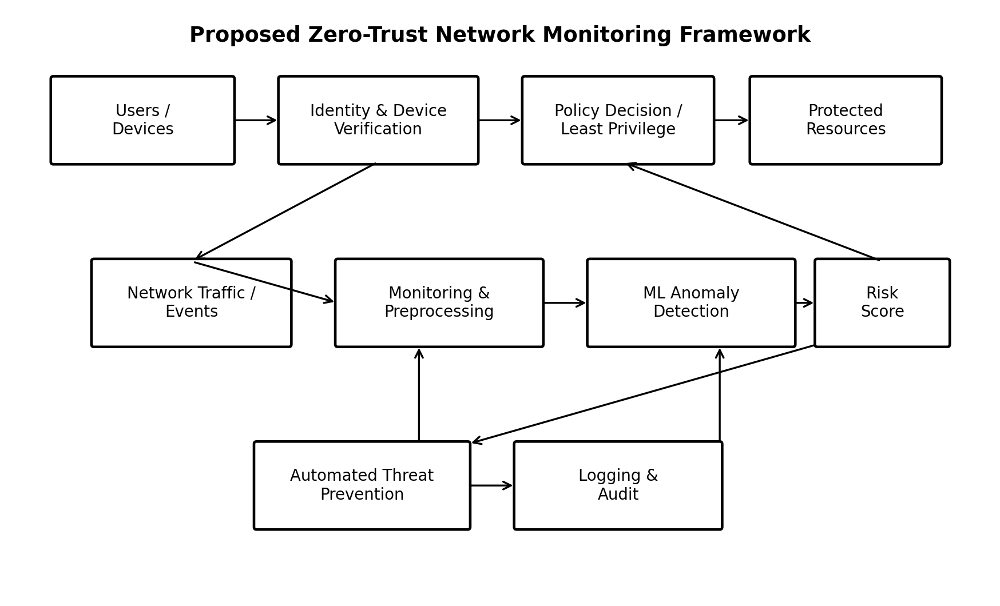 Proposed Zero-Trust Network Monitoring Framework
Users /
Devices
Identity & Device
Verification
Policy Decision /
Least Privilege
Protected
Resources
Network Traffic /
Events
Monitoring &
Preprocessing
ML Anomaly
Detection
Risk
Score
Automated Threat
Prevention
Logging &
Audit